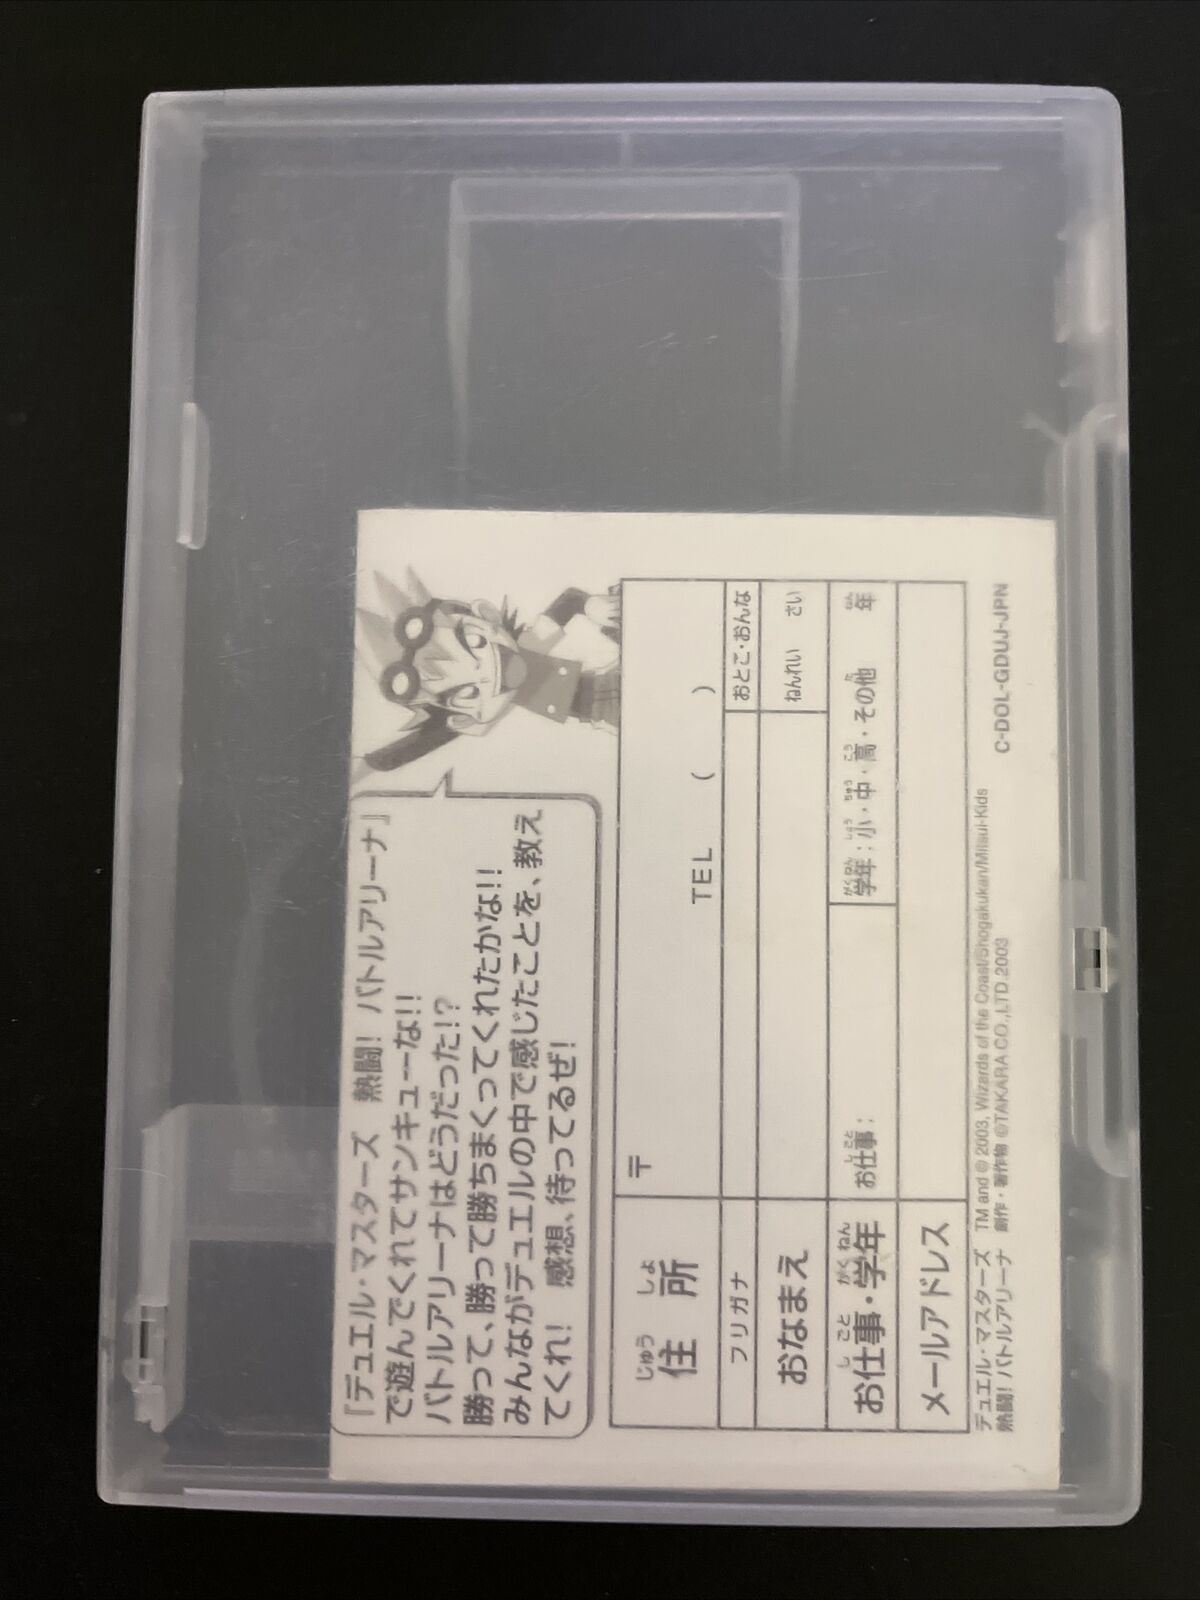 『デュエル・マスターズ　熱闘！バトルアリーナ』
で遊んでくれてサンキューな!!
バトルアリーナはどうだった!?
勝って、勝って勝ちまくってくれたかな!!
みんながデュエルの中で感じたことを、教え
てくれ！　感想、待ってるぜ！
じゅう　しょ
住　所
〒
TEL　（　　）
フリガナ
おとこ・おんな
おなまえ
ねんれい　さい
しごと　がくねん
お仕事・学年
しごと
お仕事：
がくねん　しょう　ちゅう　こう　た　ねん
学年：小・中・高・その他　年
メールアドレス
デュエル・マスターズ
熱闘！バトルアリーナ
TM and © 2003, Wizards of the Coast/Shogakukan/Mitsui-Kids
創作・著作物 ©TAKARA CO.,LTD.2003
C-DOL-GDUJ-JPN